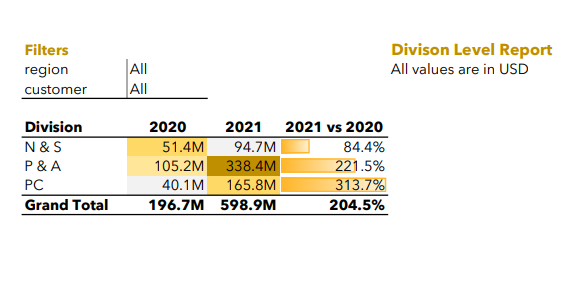 Filters
region All
customer All
Divison Level Report
All values are in USD
Division 2020 2021 2021 vs 2020
N & S 51.4M 94.7M 84.4%
P & A 105.2M 338.4M 221.5%
PC 40.1M 165.8M 313.7%
Grand Total 196.7M 598.9M 204.5%